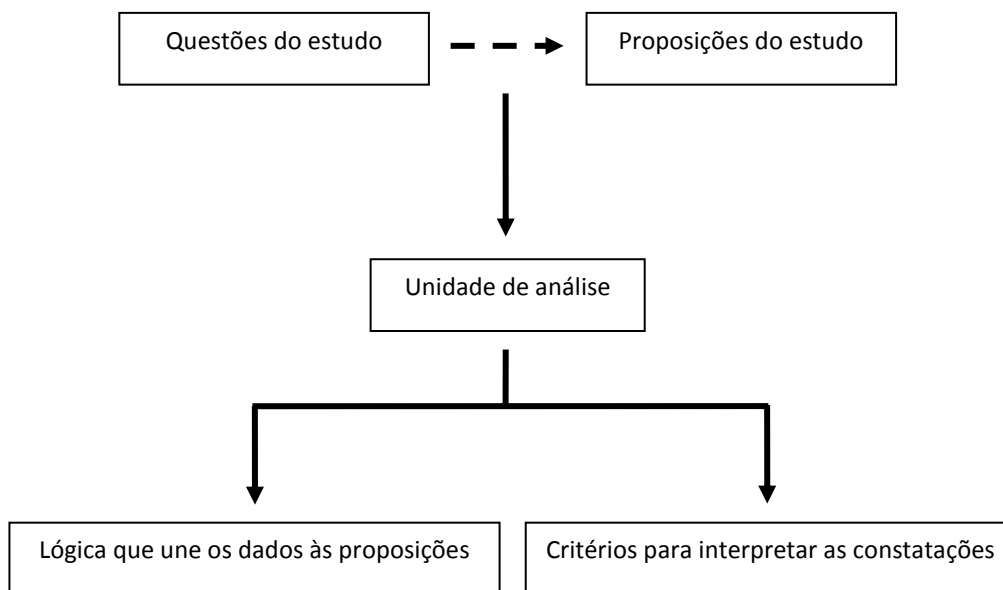 Questões do estudo
Proposições do estudo
Unidade de análise
Lógica que une os dados às proposições
Critérios para interpretar as constatações